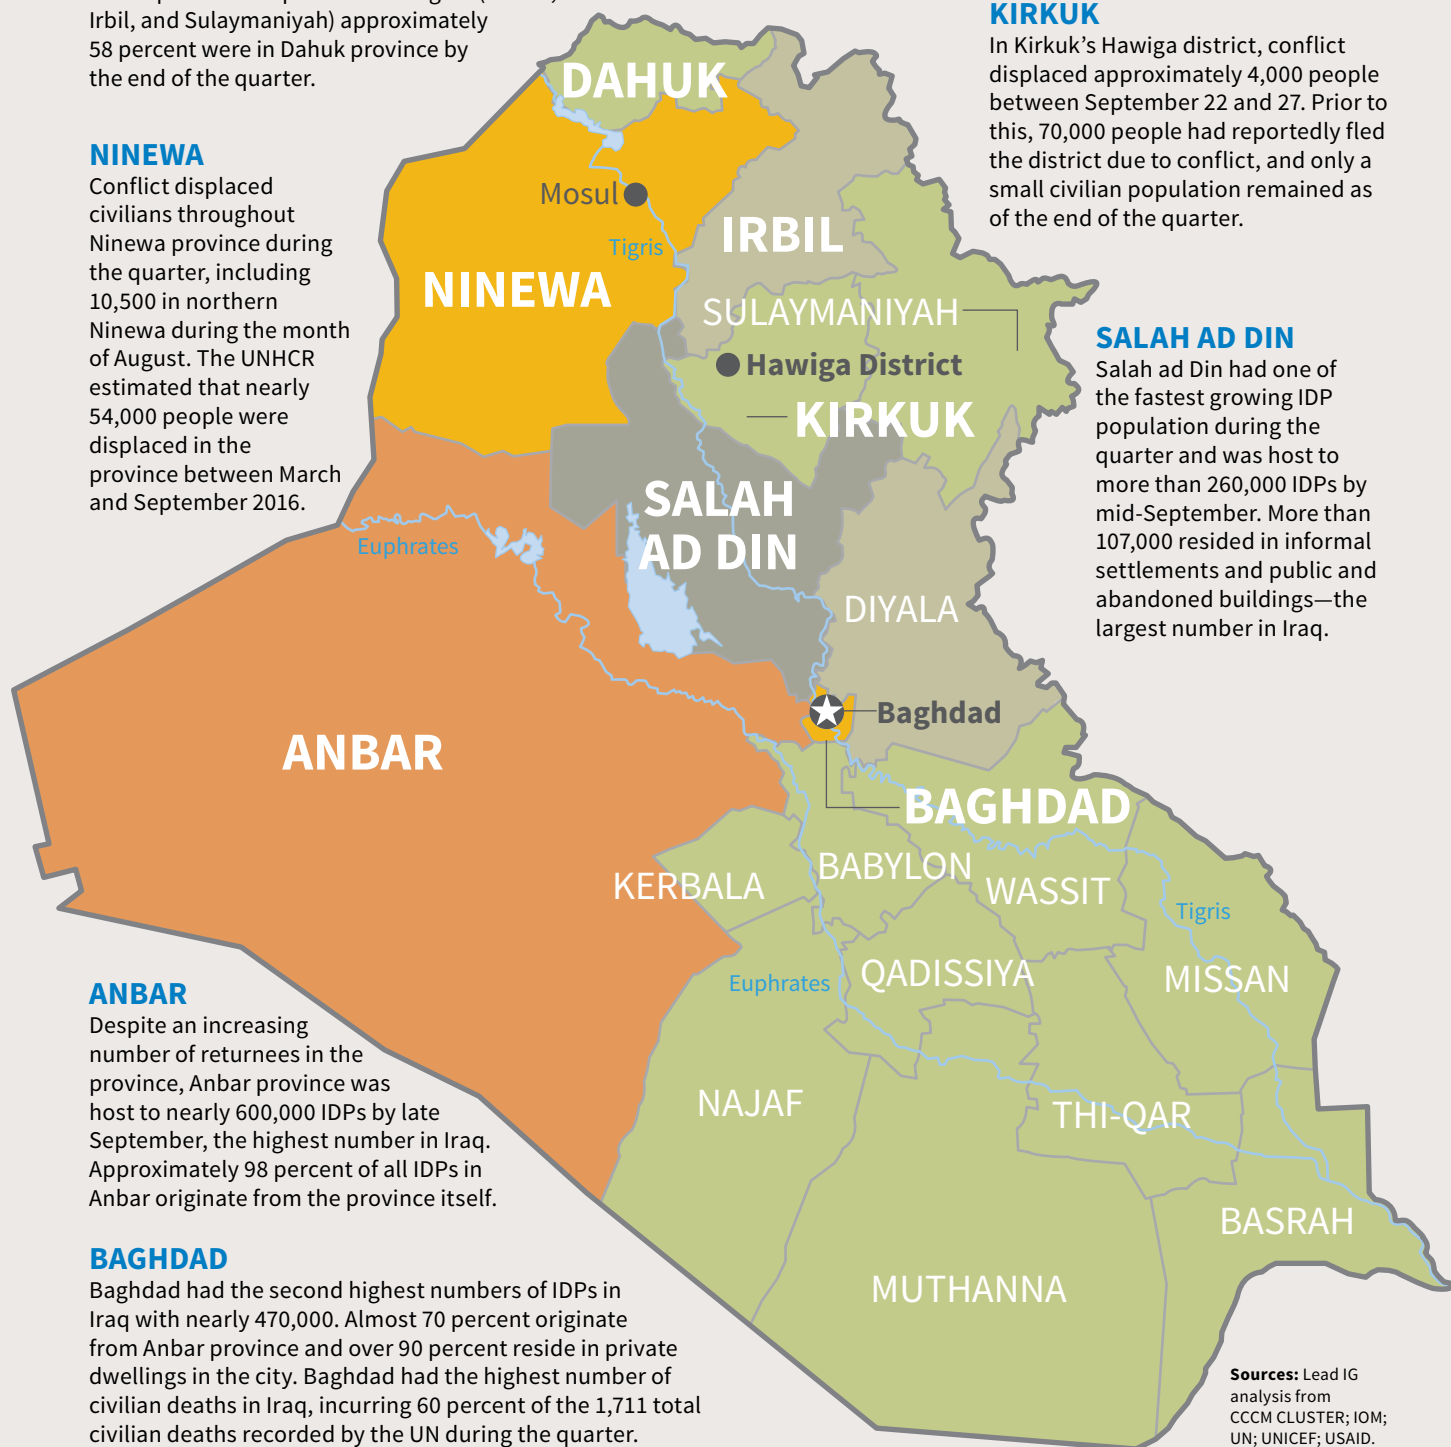 Irbil, and Sulaymaniyah) approximately
58 percent were in Dahuk province by
the end of the quarter.
NINEWA
Conflict displaced
civilians throughout
Ninewa province during
the quarter, including
10,500 in northern
Ninewa during the month
of August. The UNHCR
estimated that nearly
54,000 people were
displaced in the
province between March
and September 2016.
KIRKUK
In Kirkuk’s Hawiga district, conflict
displaced approximately 4,000 people
between September 22 and 27. Prior to
this, 70,000 people had reportedly fled
the district due to conflict, and only a
small civilian population remained as
of the end of the quarter.
SALAH AD DIN
Salah ad Din had one of
the fastest growing IDP
population during the
quarter and was host to
more than 260,000 IDPs by
mid-September. More than
107,000 resided in informal
settlements and public and
abandoned buildings—the
largest number in Iraq.
DAHUK
Mosul
Tigris
IRBIL
NINEWA
SULAYMANIYAH
Hawiga District
KIRKUK
SALAH
AD DIN
Euphrates
DIYALA
Baghdad
ANBAR
BAGHDAD
BABYLON
KERBALA
WASSIT
Tigris
QADISSIYA
MISSAN
Euphrates
NAJAF
THI-QAR
BASRAH
MUTHANNA
ANBAR
Despite an increasing
number of returnees in the
province, Anbar province was
host to nearly 600,000 IDPs by late
September, the highest number in Iraq.
Approximately 98 percent of all IDPs in
Anbar originate from the province itself.
BAGHDAD
Baghdad had the second highest numbers of IDPs in
Iraq with nearly 470,000. Almost 70 percent originate
from Anbar province and over 90 percent reside in private
dwellings in the city. Baghdad had the highest number of
civilian deaths in Iraq, incurring 60 percent of the 1,711 total
civilian deaths recorded by the UN during the quarter.
Sources: Lead IG
analysis from
CCCM CLUSTER; IOM;
UN; UNICEF; USAID.